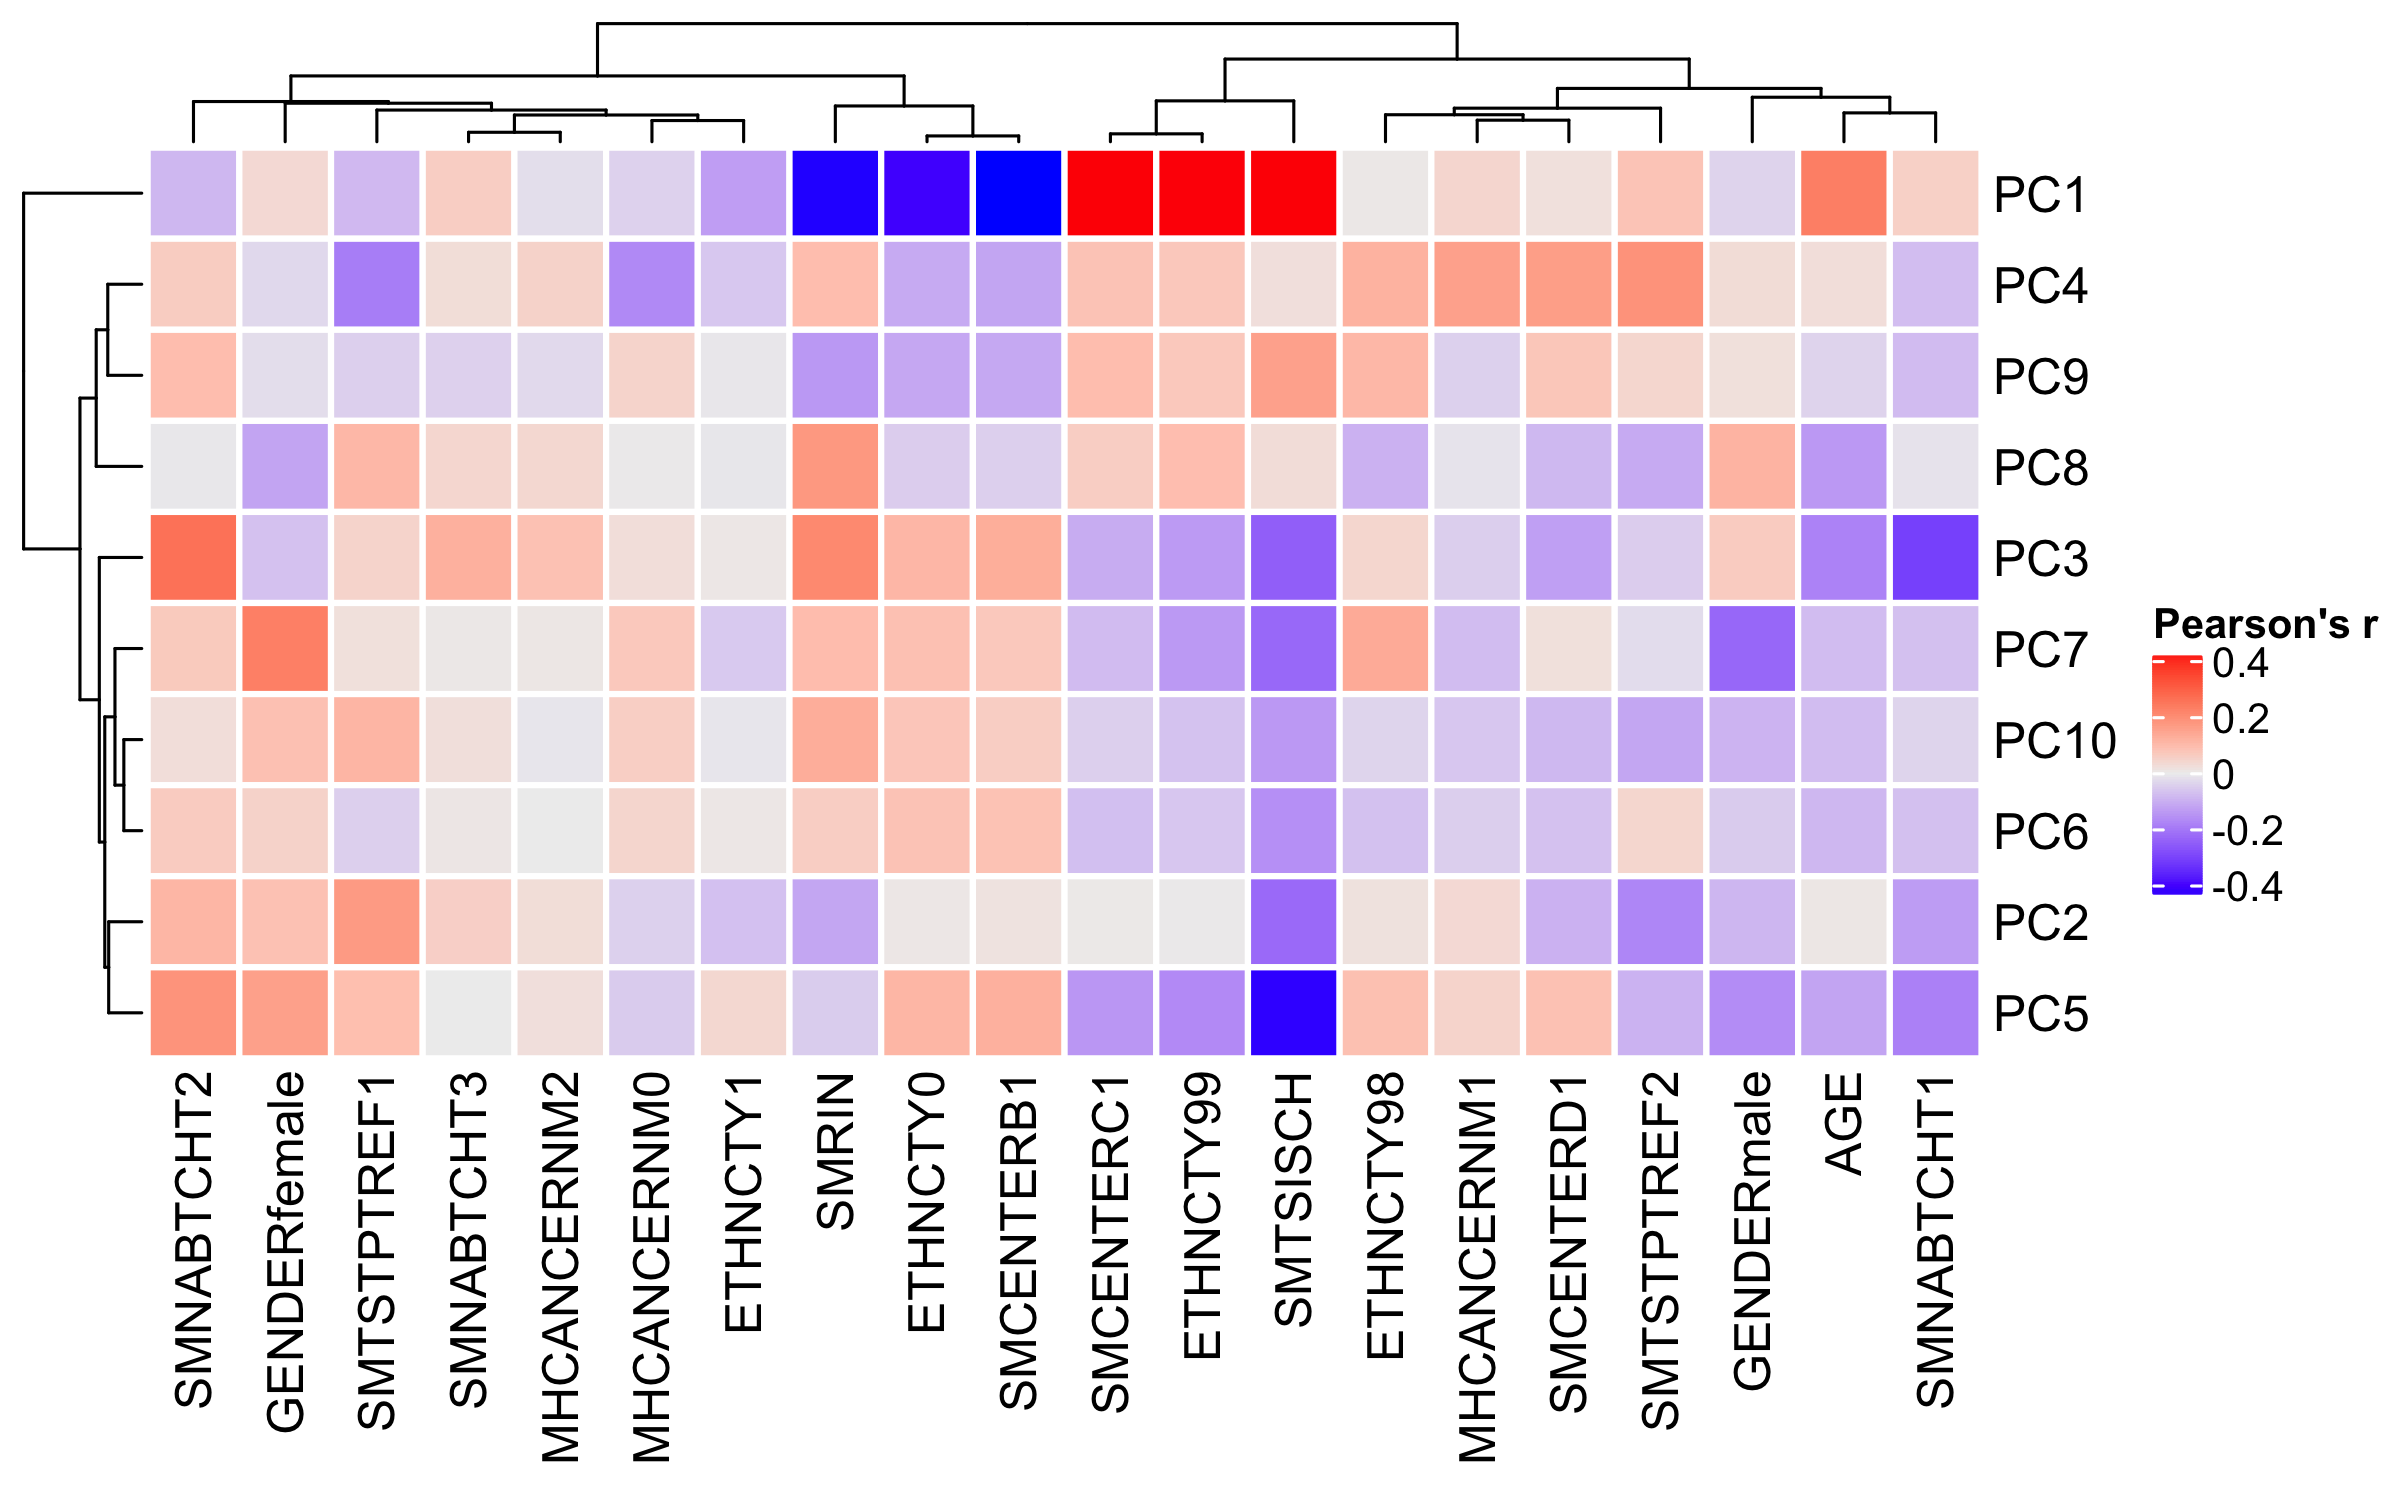 PC1
PC4
PC9
PC8
PC3
PC7
PC10
PC6
PC2
PC5
Pearson's r
0.4
0.2
0
-0.2
-0.4
SMNABTCHT2
GENDERfemale
SMTSTPTREF1
SMNABTCHT3
MHCANCERNM2
MHCANCERNM0
ETHNCTY1
SMRIN
ETHNCTY0
SMCENTERB1
SMCENTERC1
ETHNCTY99
SMTSISCH
ETHNCTY98
MHCANCERNM1
SMCENTERD1
SMTSTPTREF2
GENDERmale
AGE
SMNABTCHT1